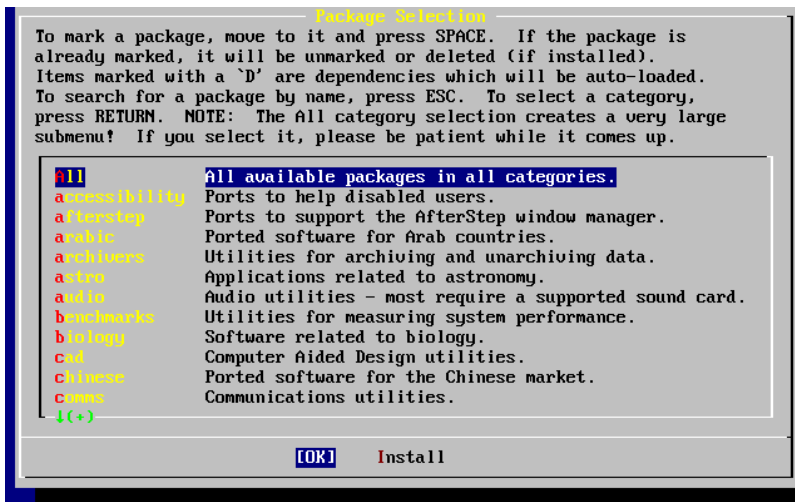 Package Selection
To mark a package, move to it and press SPACE.  If the package is
already marked, it will be unmarked or deleted (if installed).
Items marked with a `D' are dependencies which will be auto-loaded.
To search for a package by name, press ESC.  To select a category,
press RETURN.  NOTE:  The All category selection creates a very large
submenu!  If you select it, please be patient while it comes up.
All All available packages in all categories.
accessibility Ports to help disabled users.
afterstep Ports to support the AfterStep window manager.
arabic Ported software for Arab countries.
archivers Utilities for archiving and unarchiving data.
astro Applications related to astronomy.
audio Audio utilities - most require a supported sound card.
benchmarks Utilities for measuring system performance.
biology Software related to biology.
cad Computer Aided Design utilities.
chinese Ported software for the Chinese market.
comms Communications utilities.
↓(+)
[OK] Install